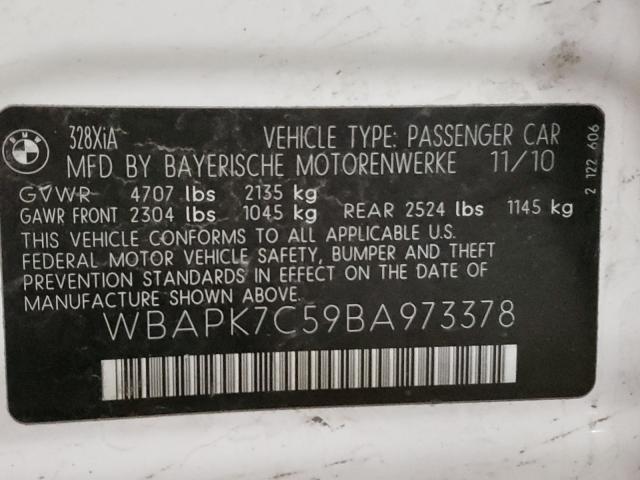 BMW
328XiA VEHICLE TYPE: PASSENGER CAR
MFD BY BAYERISCHE MOTORENWERKE 11/10
GVWR 4707 lbs 2135 kg
GAWR FRONT 2304 lbs 1045 kg REAR 2524 lbs 1145 kg
THIS VEHICLE CONFORMS TO ALL APPLICABLE U.S.
FEDERAL MOTOR VEHICLE SAFETY, BUMPER AND THEFT
PREVENTION STANDARDS IN EFFECT ON THE DATE OF
MANUFACTURE SHOWN ABOVE.
WBAPK7C59BA973378
2 122 606